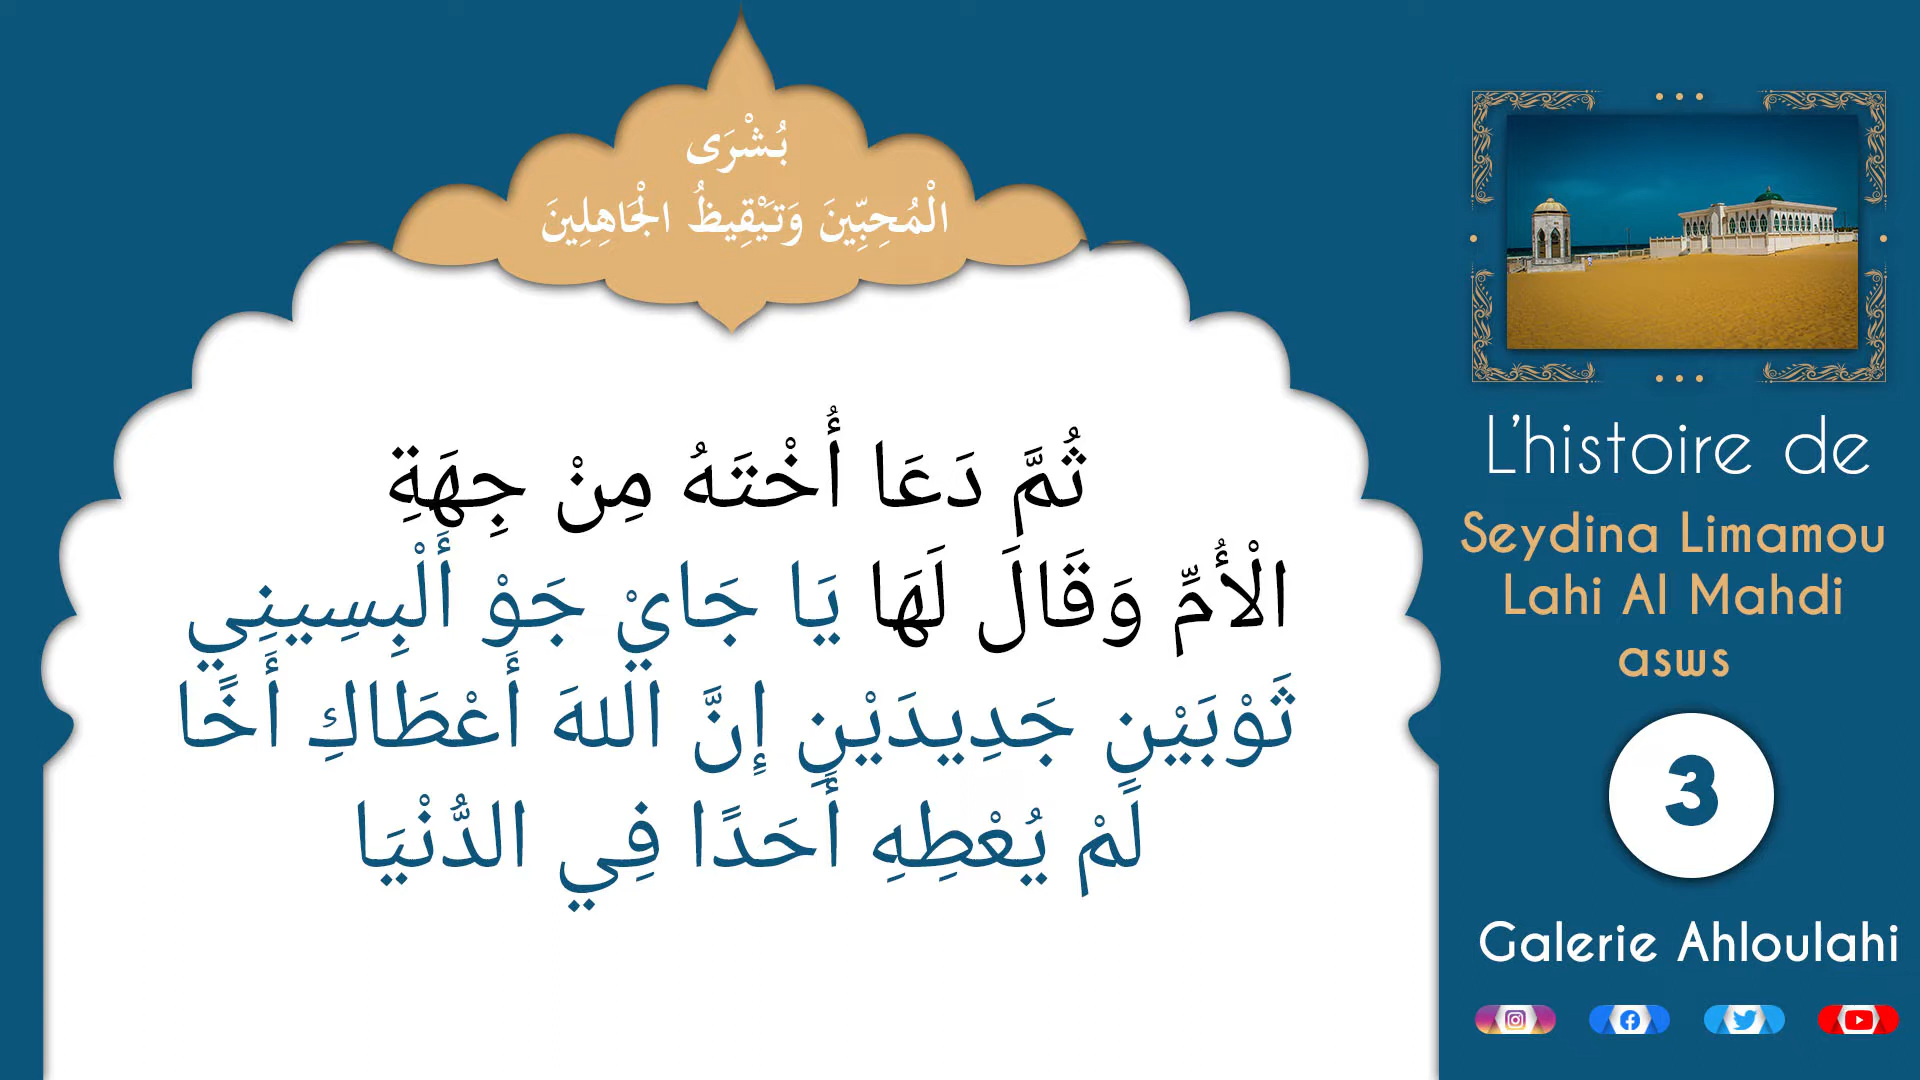 بُشْرَى
الْمُحِبِّينَ وَتَيْقِيظُ الْجَاهِلِينَ
ثُمَّ دَعَا أُخْتَهُ مِنْ جِهَةِ
الْأُمِّ وَقَالَ لَهَا يَا جَايْ جَوْ أَلْبِسِينِي
ثَوْبَيْنِ جَدِيدَيْنِ إِنَّ اللهَ أَعْطَاكِ أَخًا
لَمْ يُعْطِهِ أَحَدًا فِي الدُّنْيَا
L'histoire de
Seydina Limamou
Lahi Al Mahdi
asws
3
Galerie Ahloulahi